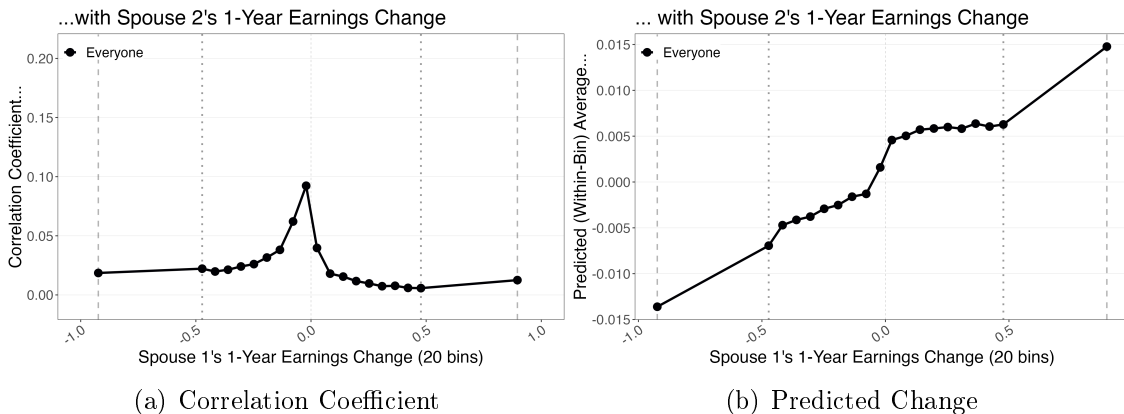 ...with Spouse 2's 1-Year Earnings Change
Everyone
Correlation Coefficient...
0.20
0.15
0.10
0.05
0.00
-1.0
-0.5
0.0
0.5
1.0
Spouse 1's 1-Year Earnings Change (20 bins)
(a) Correlation Coefficient
... with Spouse 2's 1-Year Earnings Change
Everyone
Predicted (Within-Bin) Average...
0.015
0.010
0.005
0.000
-0.005
-0.010
-0.015
-1.0
-0.5
0.0
0.5
Spouse 1's 1-Year Earnings Change (20 bins)
(b) Predicted Change